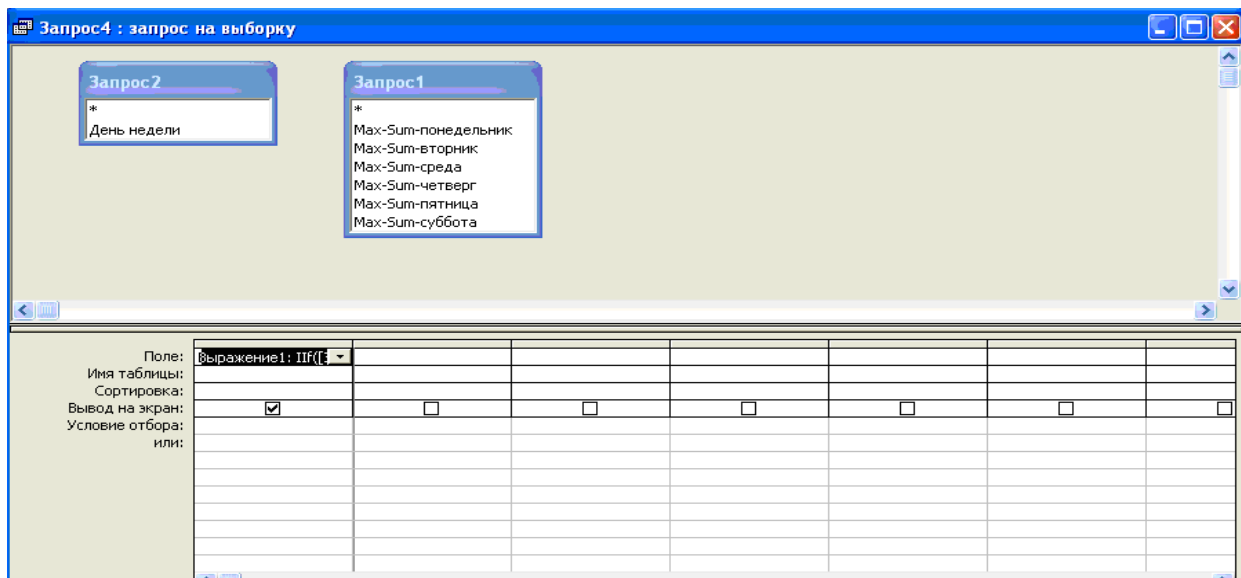 Запрос4 : запрос на выборку
Запрос2
*
День недели
Запрос1
*
Max-Sum-понедельник
Max-Sum-вторник
Max-Sum-среда
Max-Sum-четверг
Max-Sum-пятница
Max-Sum-суббота
Поле: Выражение1: IIf([
Имя таблицы:
Сортировка:
Вывод на экран:
Условие отбора:
или: